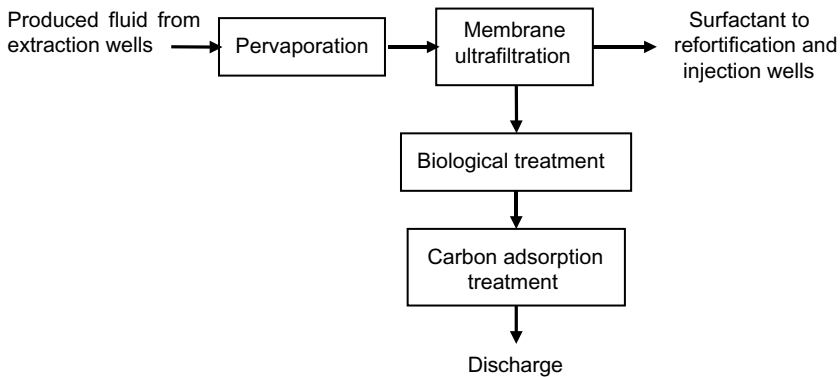 Produced fluid from
extraction wells
Pervaporation
Membrane
ultrafiltration
Surfactant to
refortification and
injection wells
Biological treatment
Carbon adsorption
treatment
Discharge